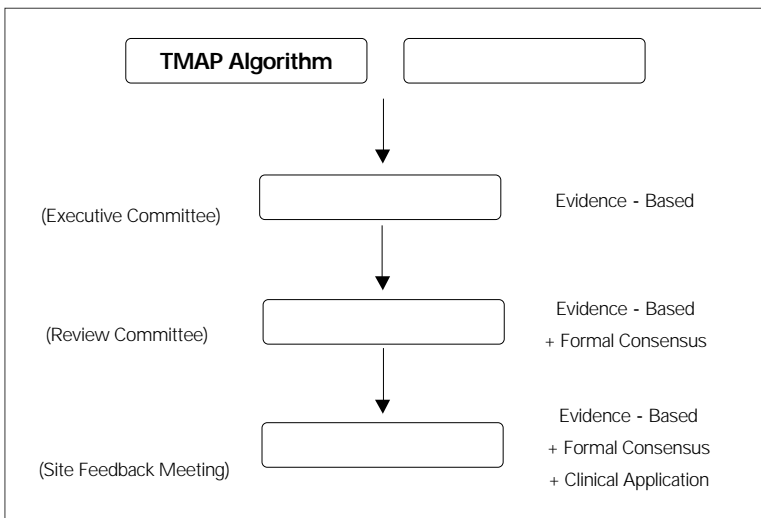 TMAP Algorithm
(Executive Committee)
Evidence - Based
(Review Committee)
Evidence - Based
+ Formal Consensus
(Site Feedback Meeting)
Evidence - Based
+ Formal Consensus
+ Clinical Application